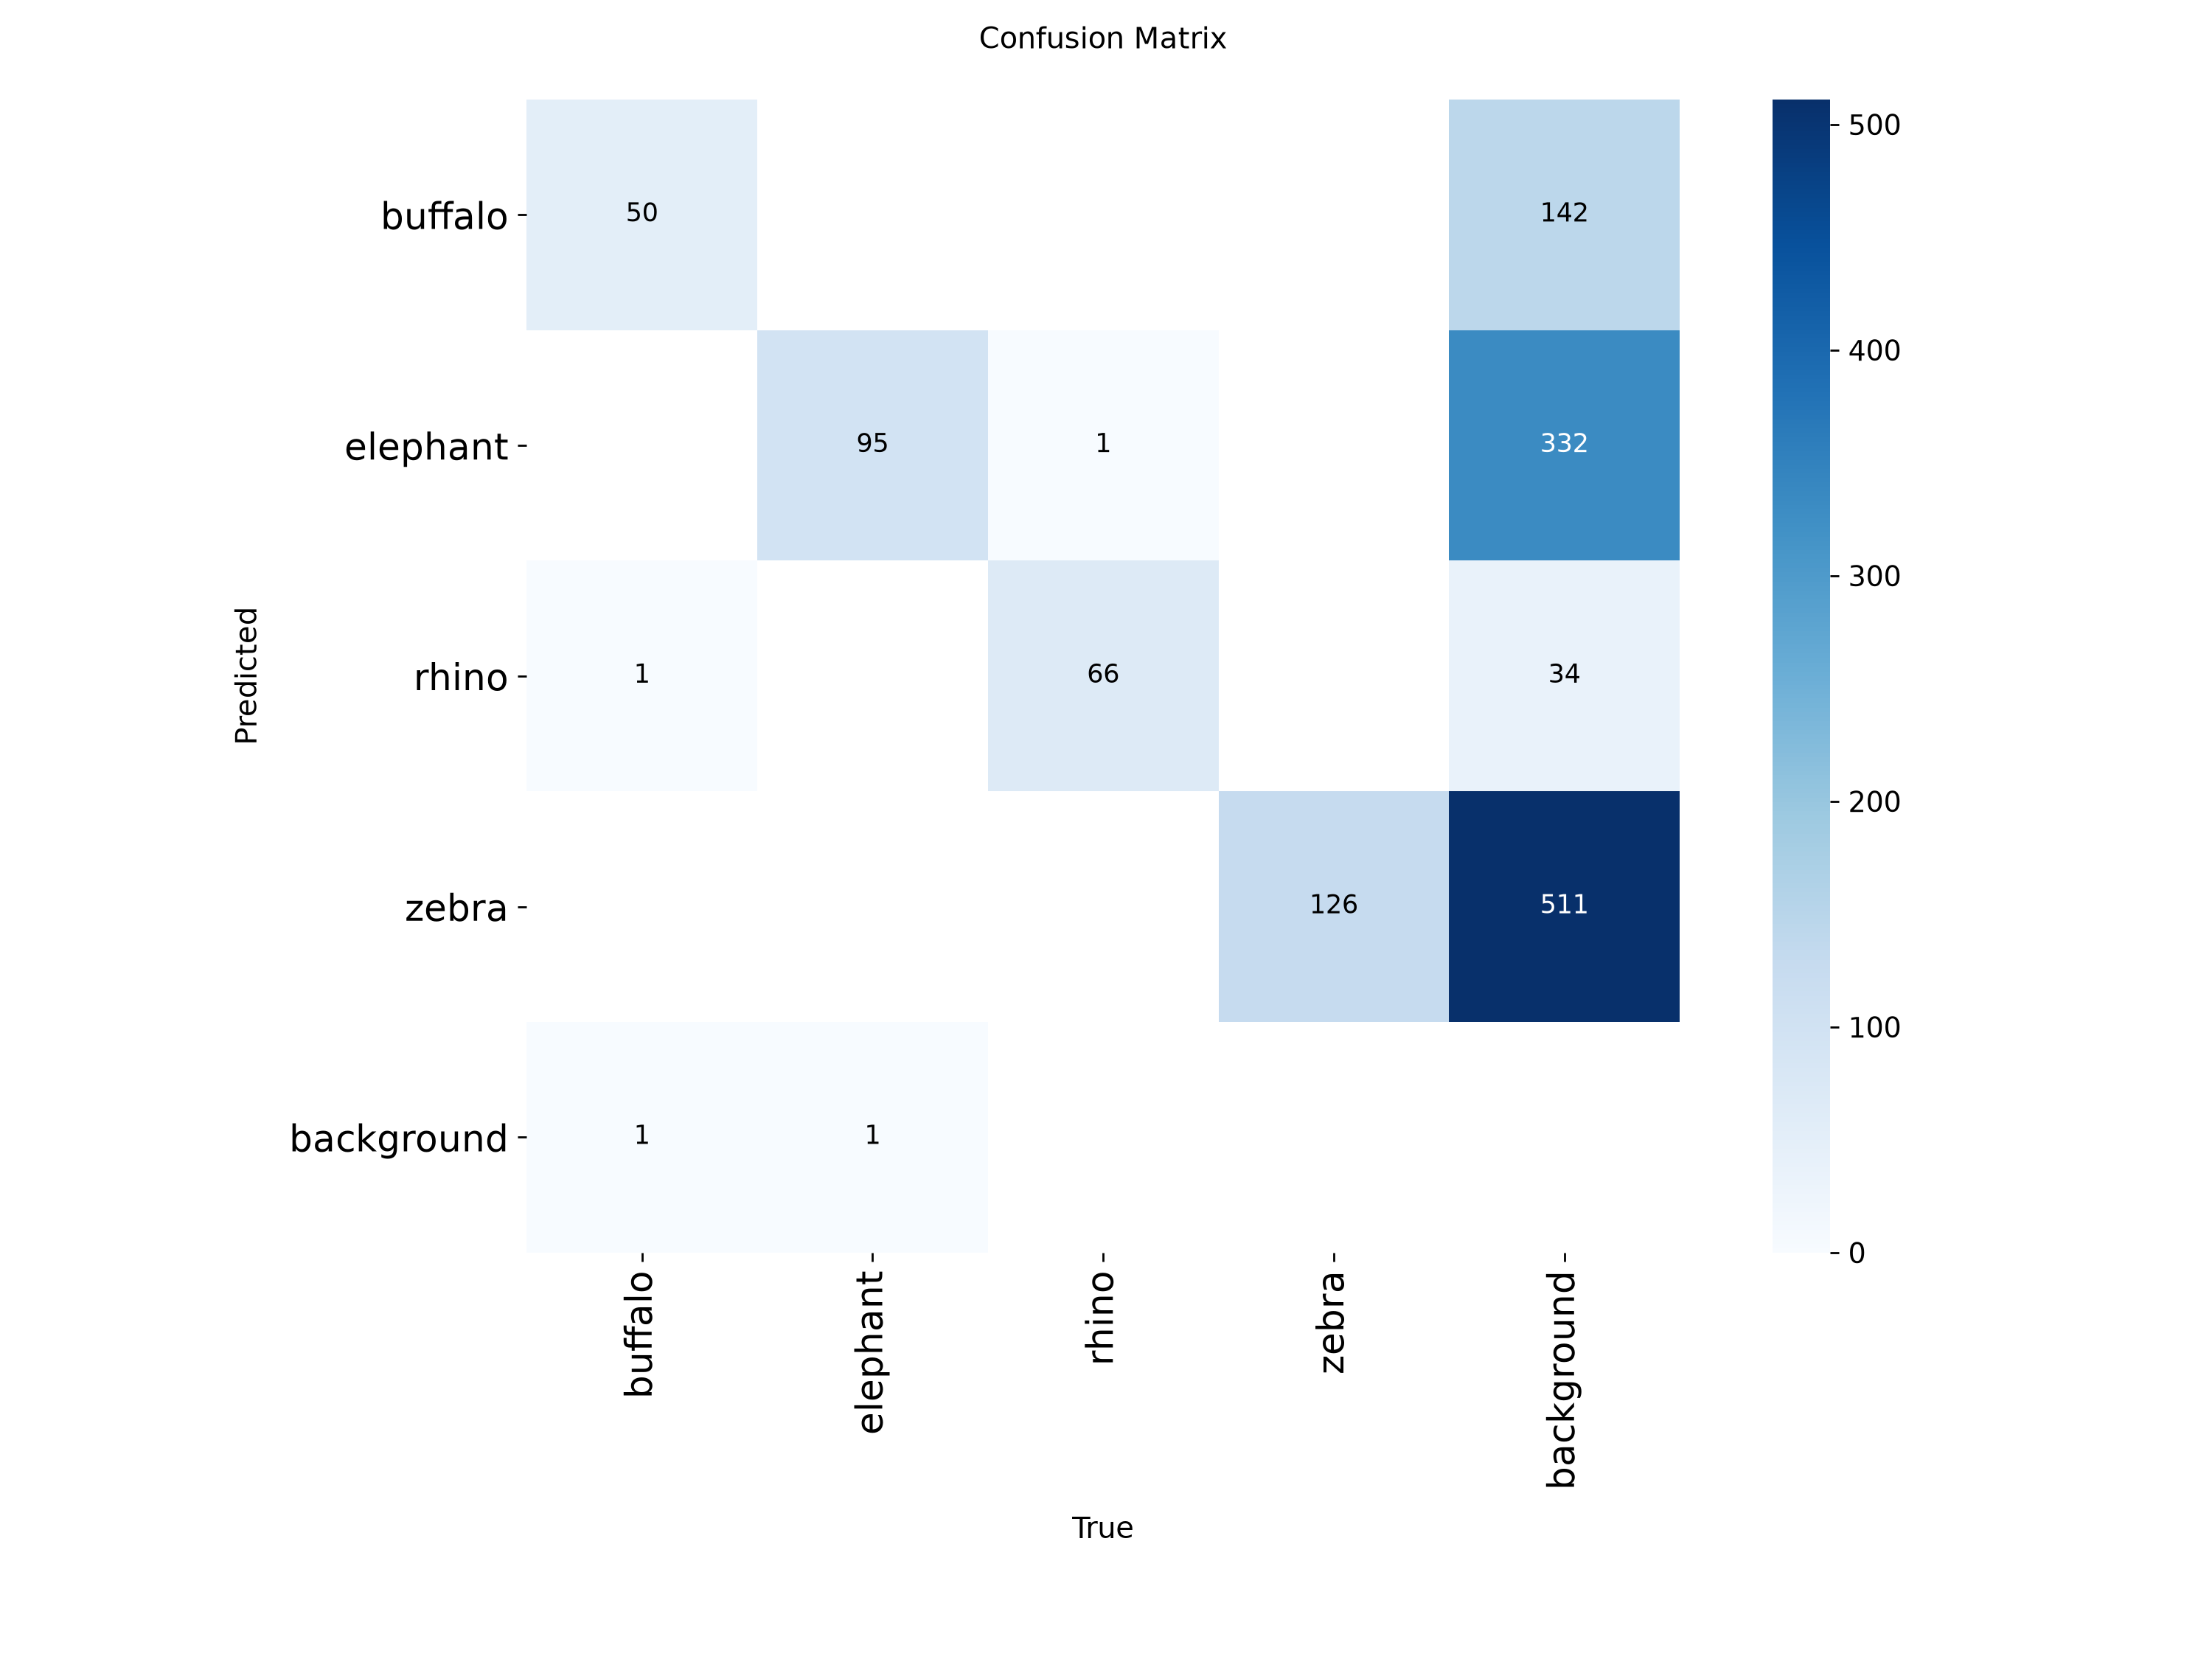 Confusion Matrix
buffalo 50 142
elephant 95 1 332
rhino 1 66 34
zebra 126 511
background 1 1
buffalo elephant rhino zebra background
Predicted
True
500
400
300
200
100
0